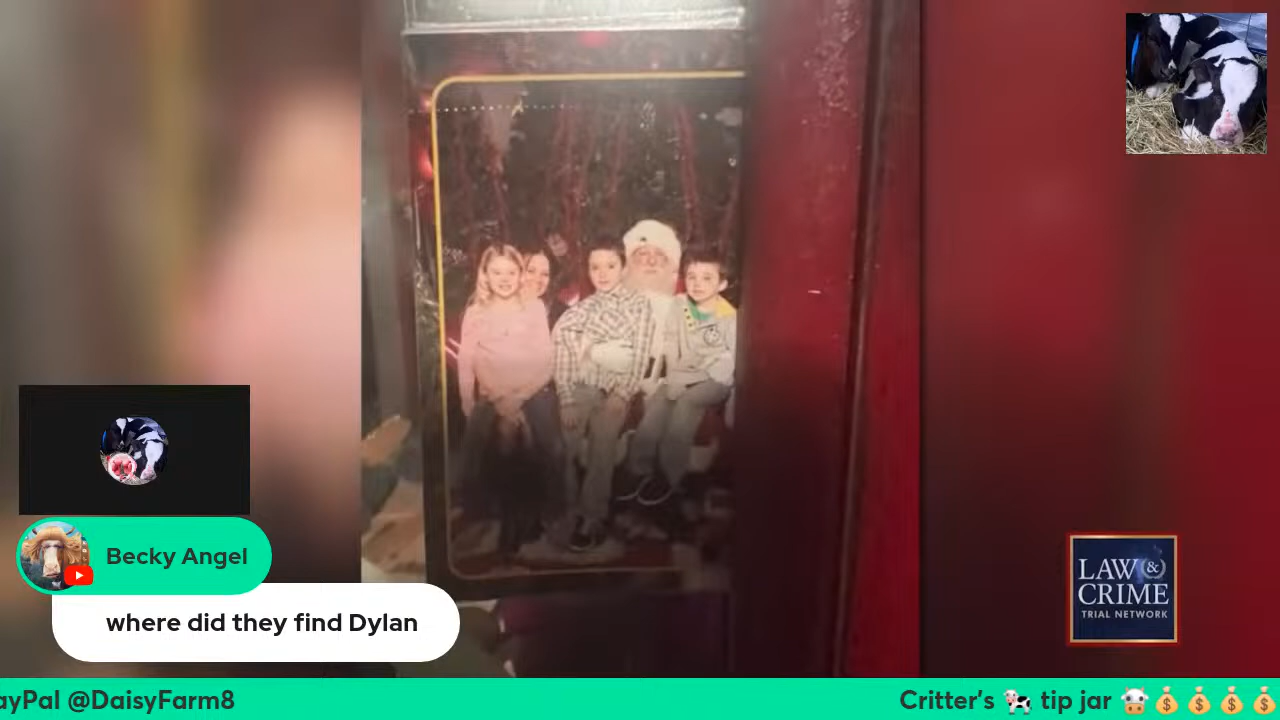 Becky Angel
where did they find Dylan
LAW &
CRIME
TRIAL NETWORK
ayPal @DaisyFarm8
Critter's 🐄 tip jar 🐮💰💰💰💰